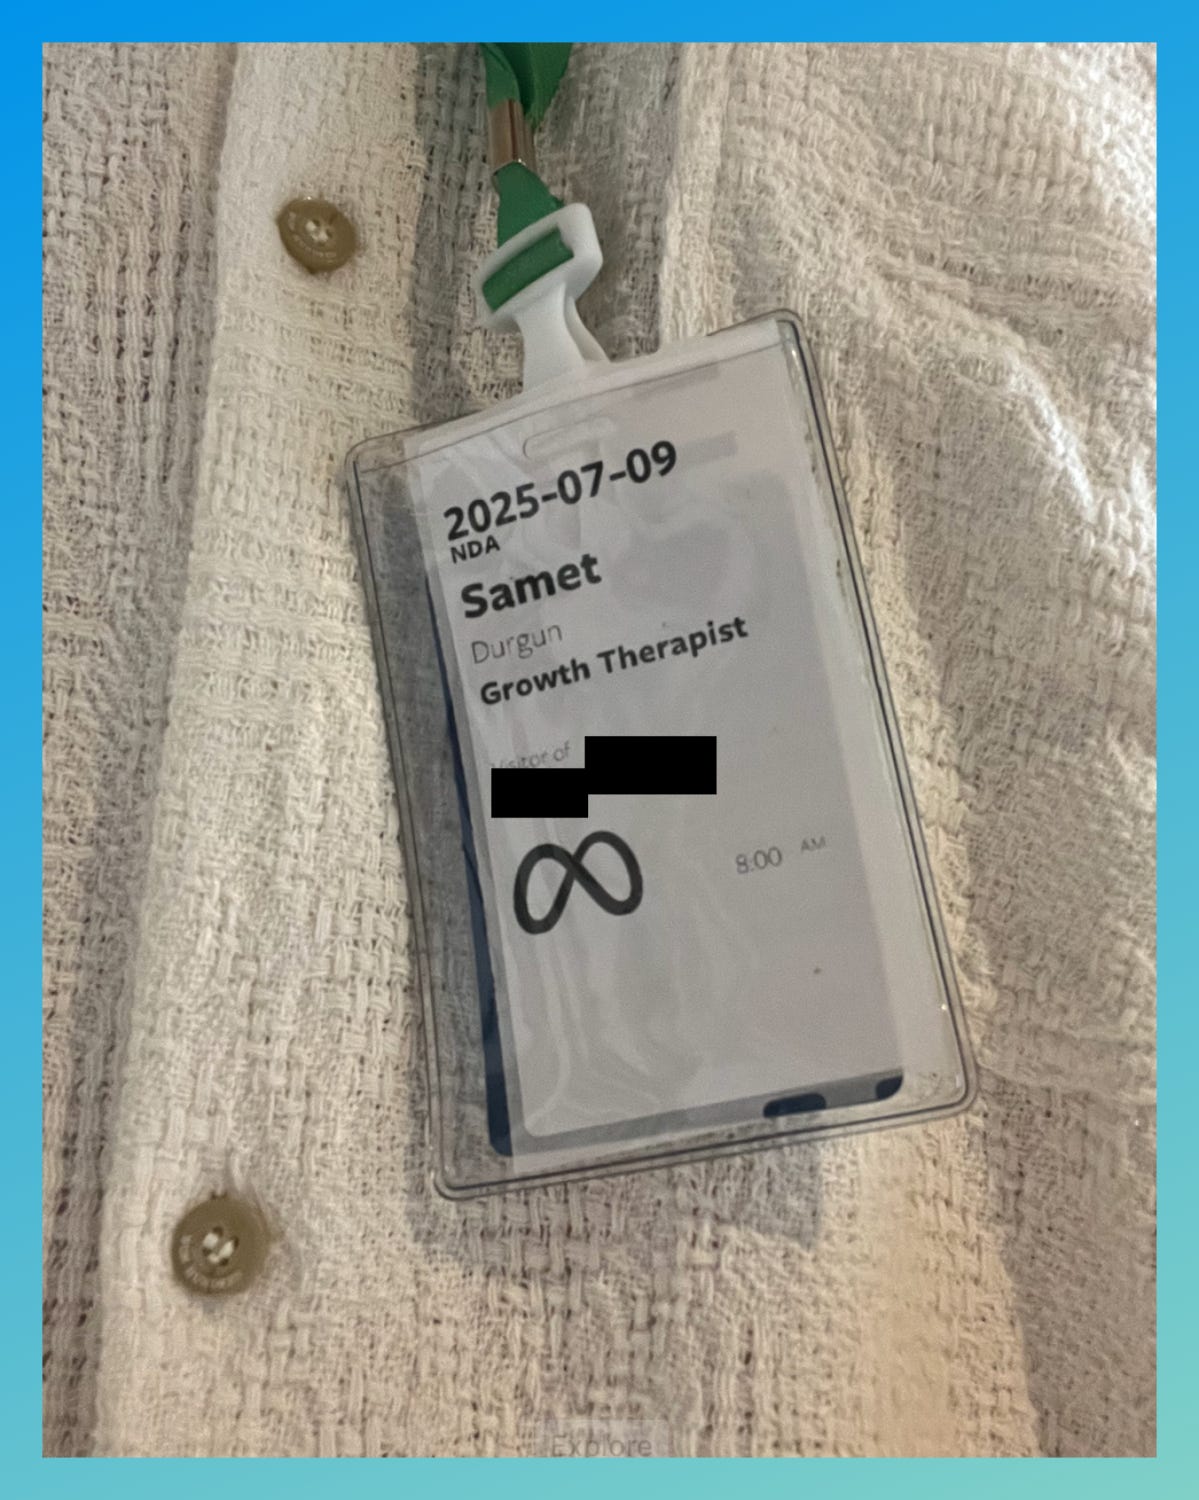 2025-07-09
NDA
Samet
Durgun
Growth Therapist
Visitor of
8:00 AM
Explore